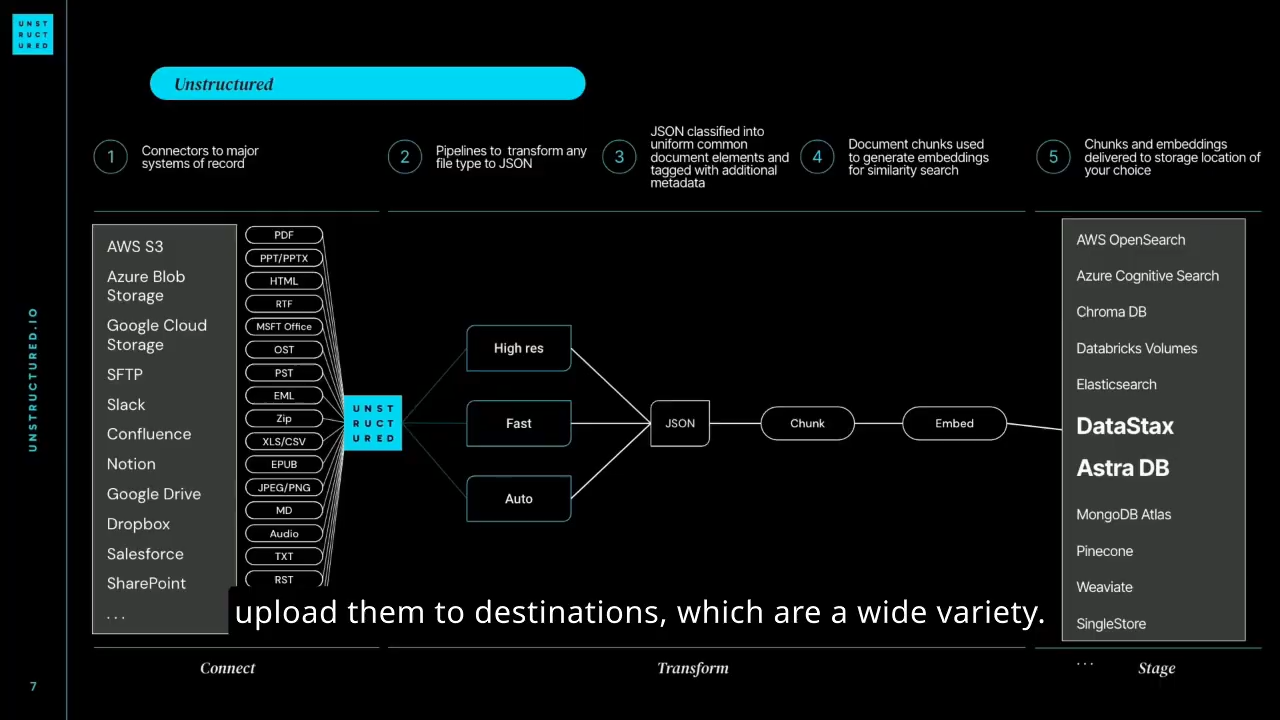 UNST
RUCT
URED
Unstructured
1
Connectors to major
systems of record
2
Pipelines to transform any
file type to JSON
3
JSON classified into
uniform common
document elements and
tagged with additional
metadata
4
Document chunks used
to generate embeddings
for similarity search
5
Chunks and embeddings
delivered to storage location of
your choice
AWS S3
Azure Blob
Storage
Google Cloud
Storage
SFTP
Slack
Confluence
Notion
Google Drive
Dropbox
Salesforce
SharePoint
...
PDF
PPT/PPTX
HTML
RTF
MSFT Office
OST
PST
EML
Zip
XLS/CSV
EPUB
JPEG/PNG
MD
Audio
TXT
RST
UNST
RUCT
URED
High res
Fast
Auto
JSON
Chunk
Embed
AWS OpenSearch
Azure Cognitive Search
Chroma DB
Databricks Volumes
Elasticsearch
DataStax
Astra DB
MongoDB Atlas
Pinecone
Weaviate
SingleStore
...
upload them to destinations, which are a wide variety.
Connect
Transform
Stage
UNSTRUCTURED.IO
7